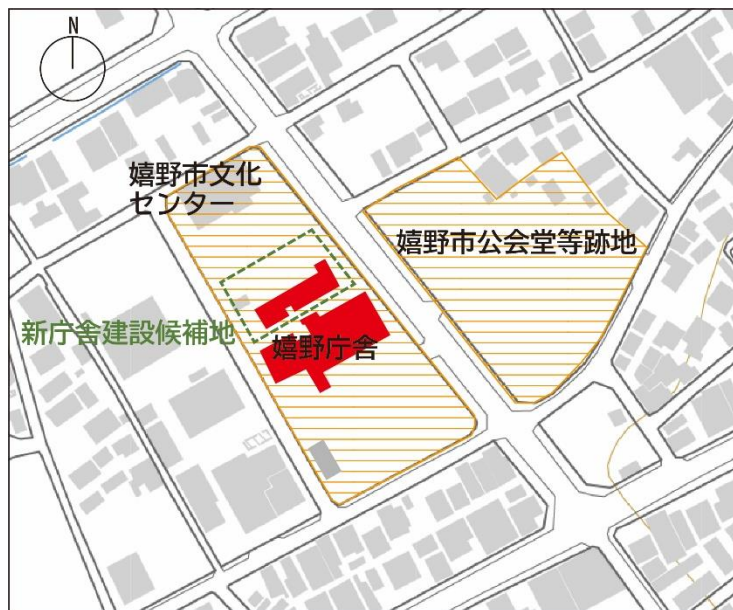 N
嬉野市文化
センター
嬉野市公会堂等跡地
新庁舎建設候補地
嬉野庁舎